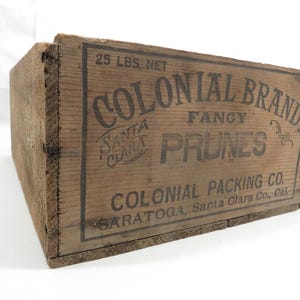 25 LBS. NET
COLONIAL BRAND
FANCY
SANTA
CLARA
PRUNES
COLONIAL PACKING CO.
SARATOGA, Santa Clara Co., Cal.